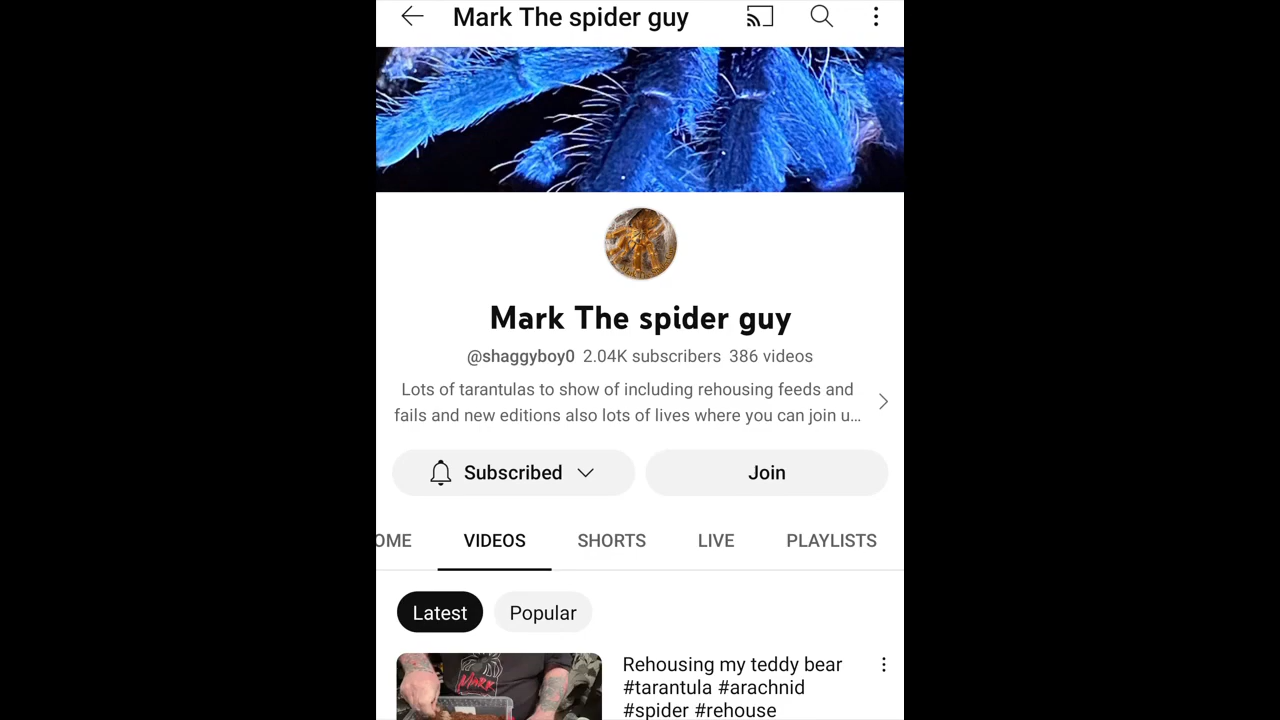 Mark The spider guy
Mark The spider guy
@shaggyboy0 2.04K subscribers 386 videos
Lots of tarantulas to show of including rehousing feeds and
fails and new editions also lots of lives where you can join u...
Subscribed
Join
OME VIDEOS SHORTS LIVE PLAYLISTS
Latest Popular
Rehousing my teddy bear
#tarantula #arachnid
#spider #rehouse
MARK